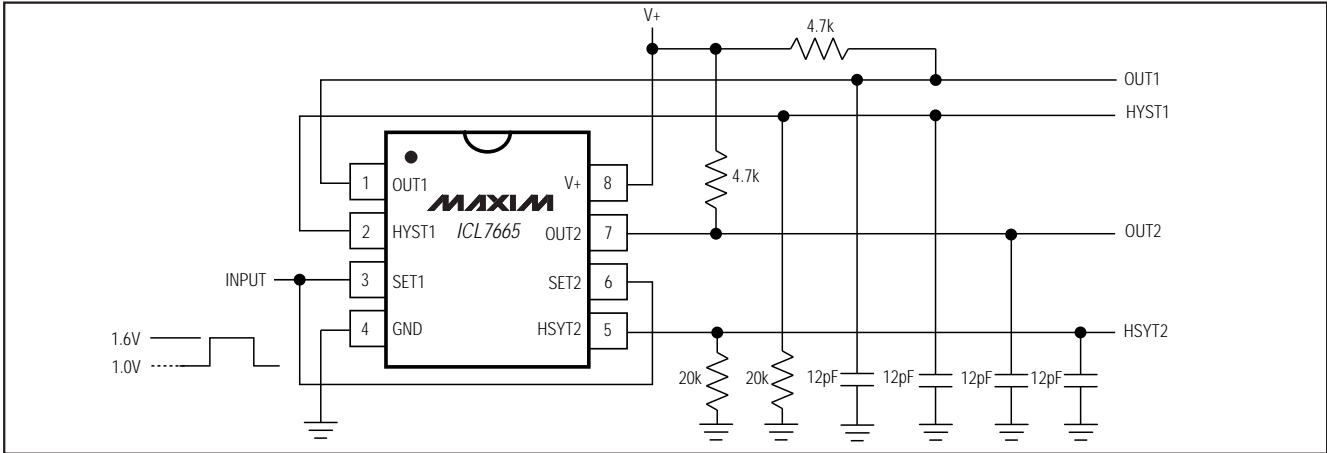 V+
4.7k
OUT1
HYST1
4.7k
1 OUT1
V+ 8
MAXIM
2 HYST1
ICL7665
OUT2 7
OUT2
INPUT
3 SET1
SET2 6
4 GND
HSYT2 5
HSYT2
1.6V
1.0V
20k
20k
12pF
12pF
12pF
12pF